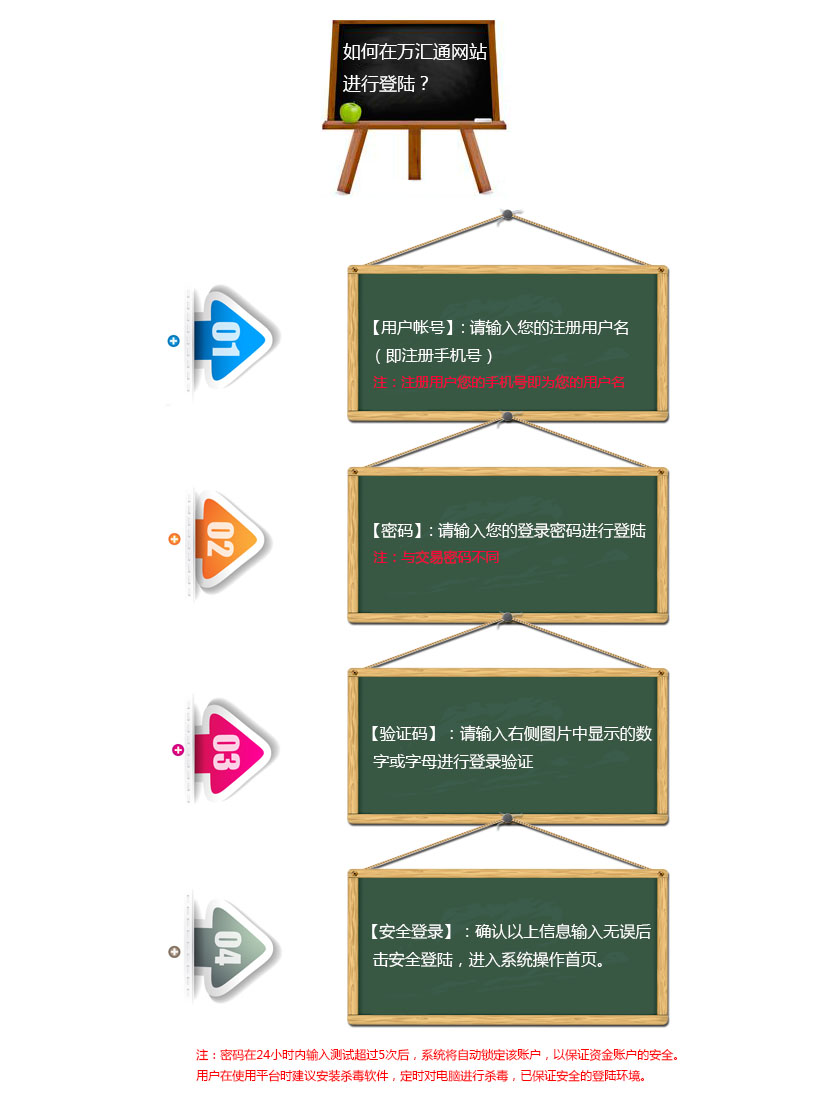 如何在万汇通网站
进行登陆？
01
【用户帐号】：请输入您的注册用户名
（即注册手机号）
注：注册用户您的手机号即为您的用户名
02
【密码】：请输入您的登录密码进行登陆
注：与交易密码不同
03
【验证码】：请输入右侧图片中显示的数
字或字母进行登录验证
04
【安全登录】：确认以上信息输入无误后
击安全登陆，进入系统操作首页。
注：密码在24小时内输入测试超过5次后，系统将自动锁定该账户，以保证资金账户的安全。
用户在使用平台时建议安装杀毒软件，定时对电脑进行杀毒，已保证安全的登陆环境。